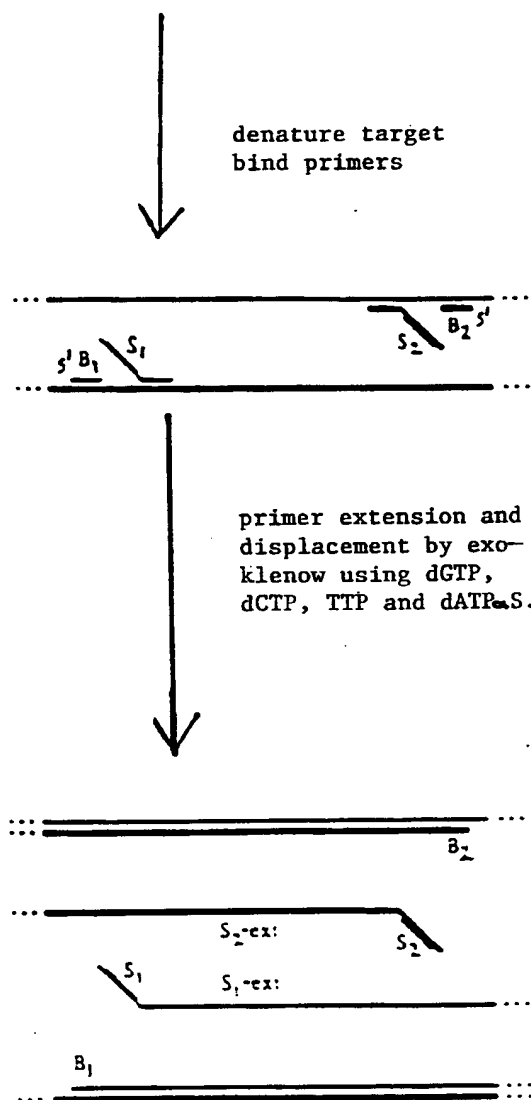 denature target
bind primers
... ...
S₂ B₂ 5'
5' B₁ S₁
... ...
primer extension and
displacement by exo–
klenow using dGTP,
dCTP, TTP and dATPαS.
... ...
...
B₂
...
S₂-ex: S₂
S₁ S₁-ex:
...
B₁
...
... ...